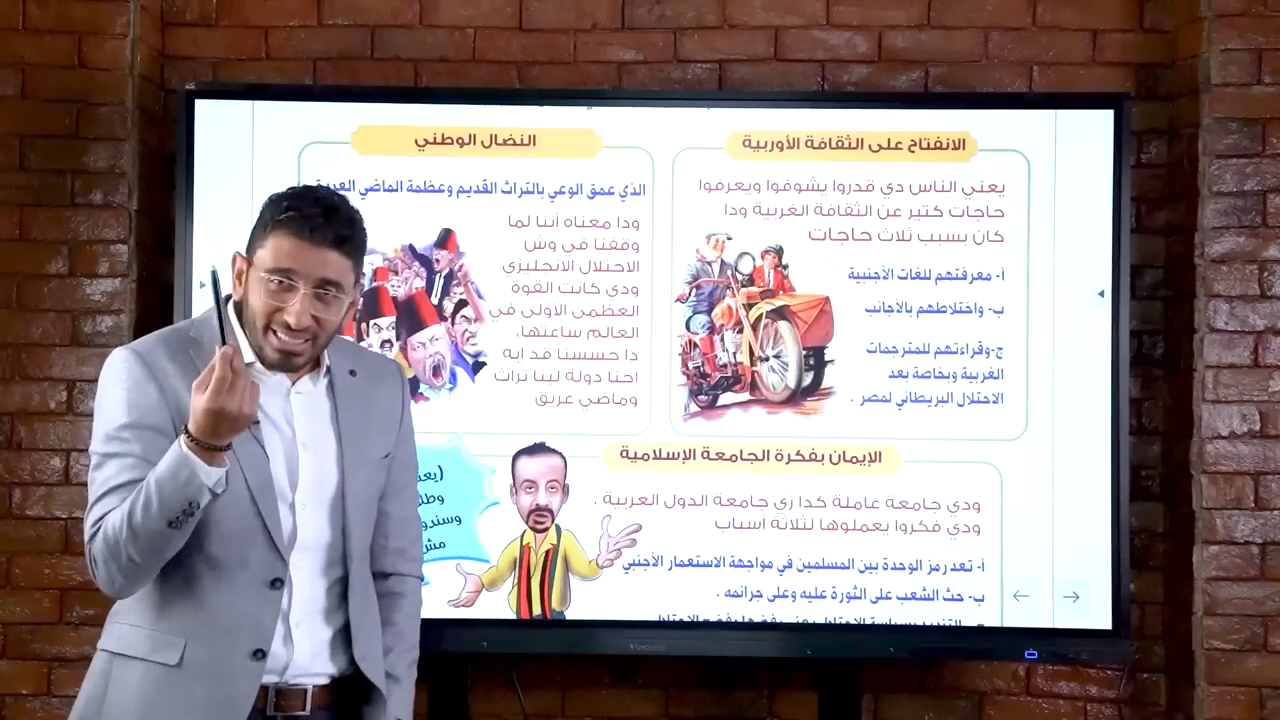 الانفتاح على الثقافة الأوربية
يعني الناس دي قدروا يشوفوا ويعرفوا
حاجات كتير عن الثقافة الغربية ودا
كان بسبب ثلاث حاجات
أ- معرفتهم للغات الأجنبية
ب- واختلاطهم بالأجانب
ج-وقراءتهم للمترجمات
الغربية وبخاصة بعد
الاحتلال البريطاني لمصر .
النضال الوطني
الذي عمق الوعي بالتراث القديم وعظمة الماضي
ودا معناه أننا لما
وقفنا في وش
الاحتلال الانجليزي
ودي كانت القوة
العظمى الأولى في
العالم ساعتها،
دا حسسنا قد ايه
احنا دولة لينا تراث
وماضي عريق
الإيمان بفكرة الجامعة الإسلامية
ودي جامعة عاملة كدا زي جامعة الدول العربية .
ودي فكروا يعملوها لثلاثة أسباب
أ- تعد رمز الوحدة بين المسلمين في مواجهة الاستعمار الأجنبي
ب- حث الشعب على الثورة عليه وعلى جرائمه .